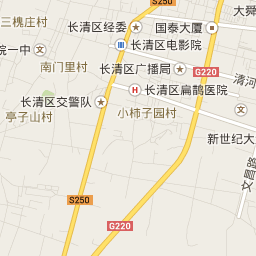 三槐庄村
S250
大舜
长清区经委
国泰大厦
院一中
长清区电影院
南门里村
长清区广播局
G220
清河
长清区交警队
H
长清区扁鹊医院
亭子山村
小柿子园村
新世纪大
文昌路
S250
G220